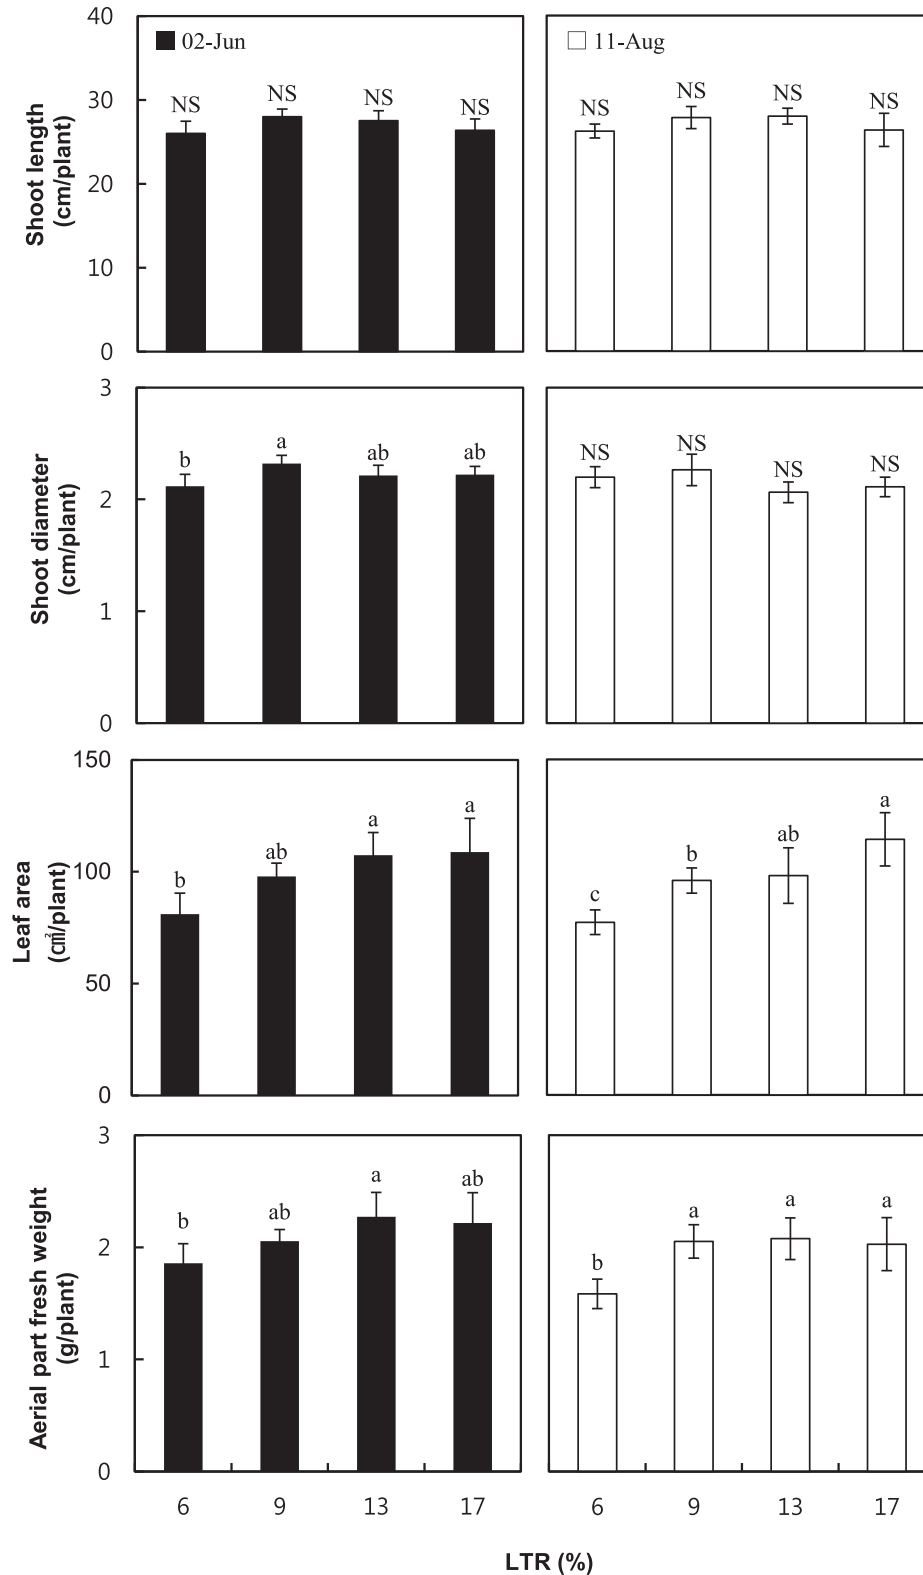 40
02-Jun
11-Aug
30
NS
NS
NS
NS
NS
NS
NS
NS
20
10
0
Shoot length
(cm/plant)
3
b
a
ab
ab
NS
NS
NS
NS
2
1
0
Shoot diameter
(cm/plant)
150
b
ab
a
a
c
b
ab
a
100
50
0
Leaf area
(㎠/plant)
3
b
ab
a
ab
b
a
a
a
2
1
0
Aerial part fresh weight
(g/plant)
6
9
13
17
6
9
13
17
LTR (%)